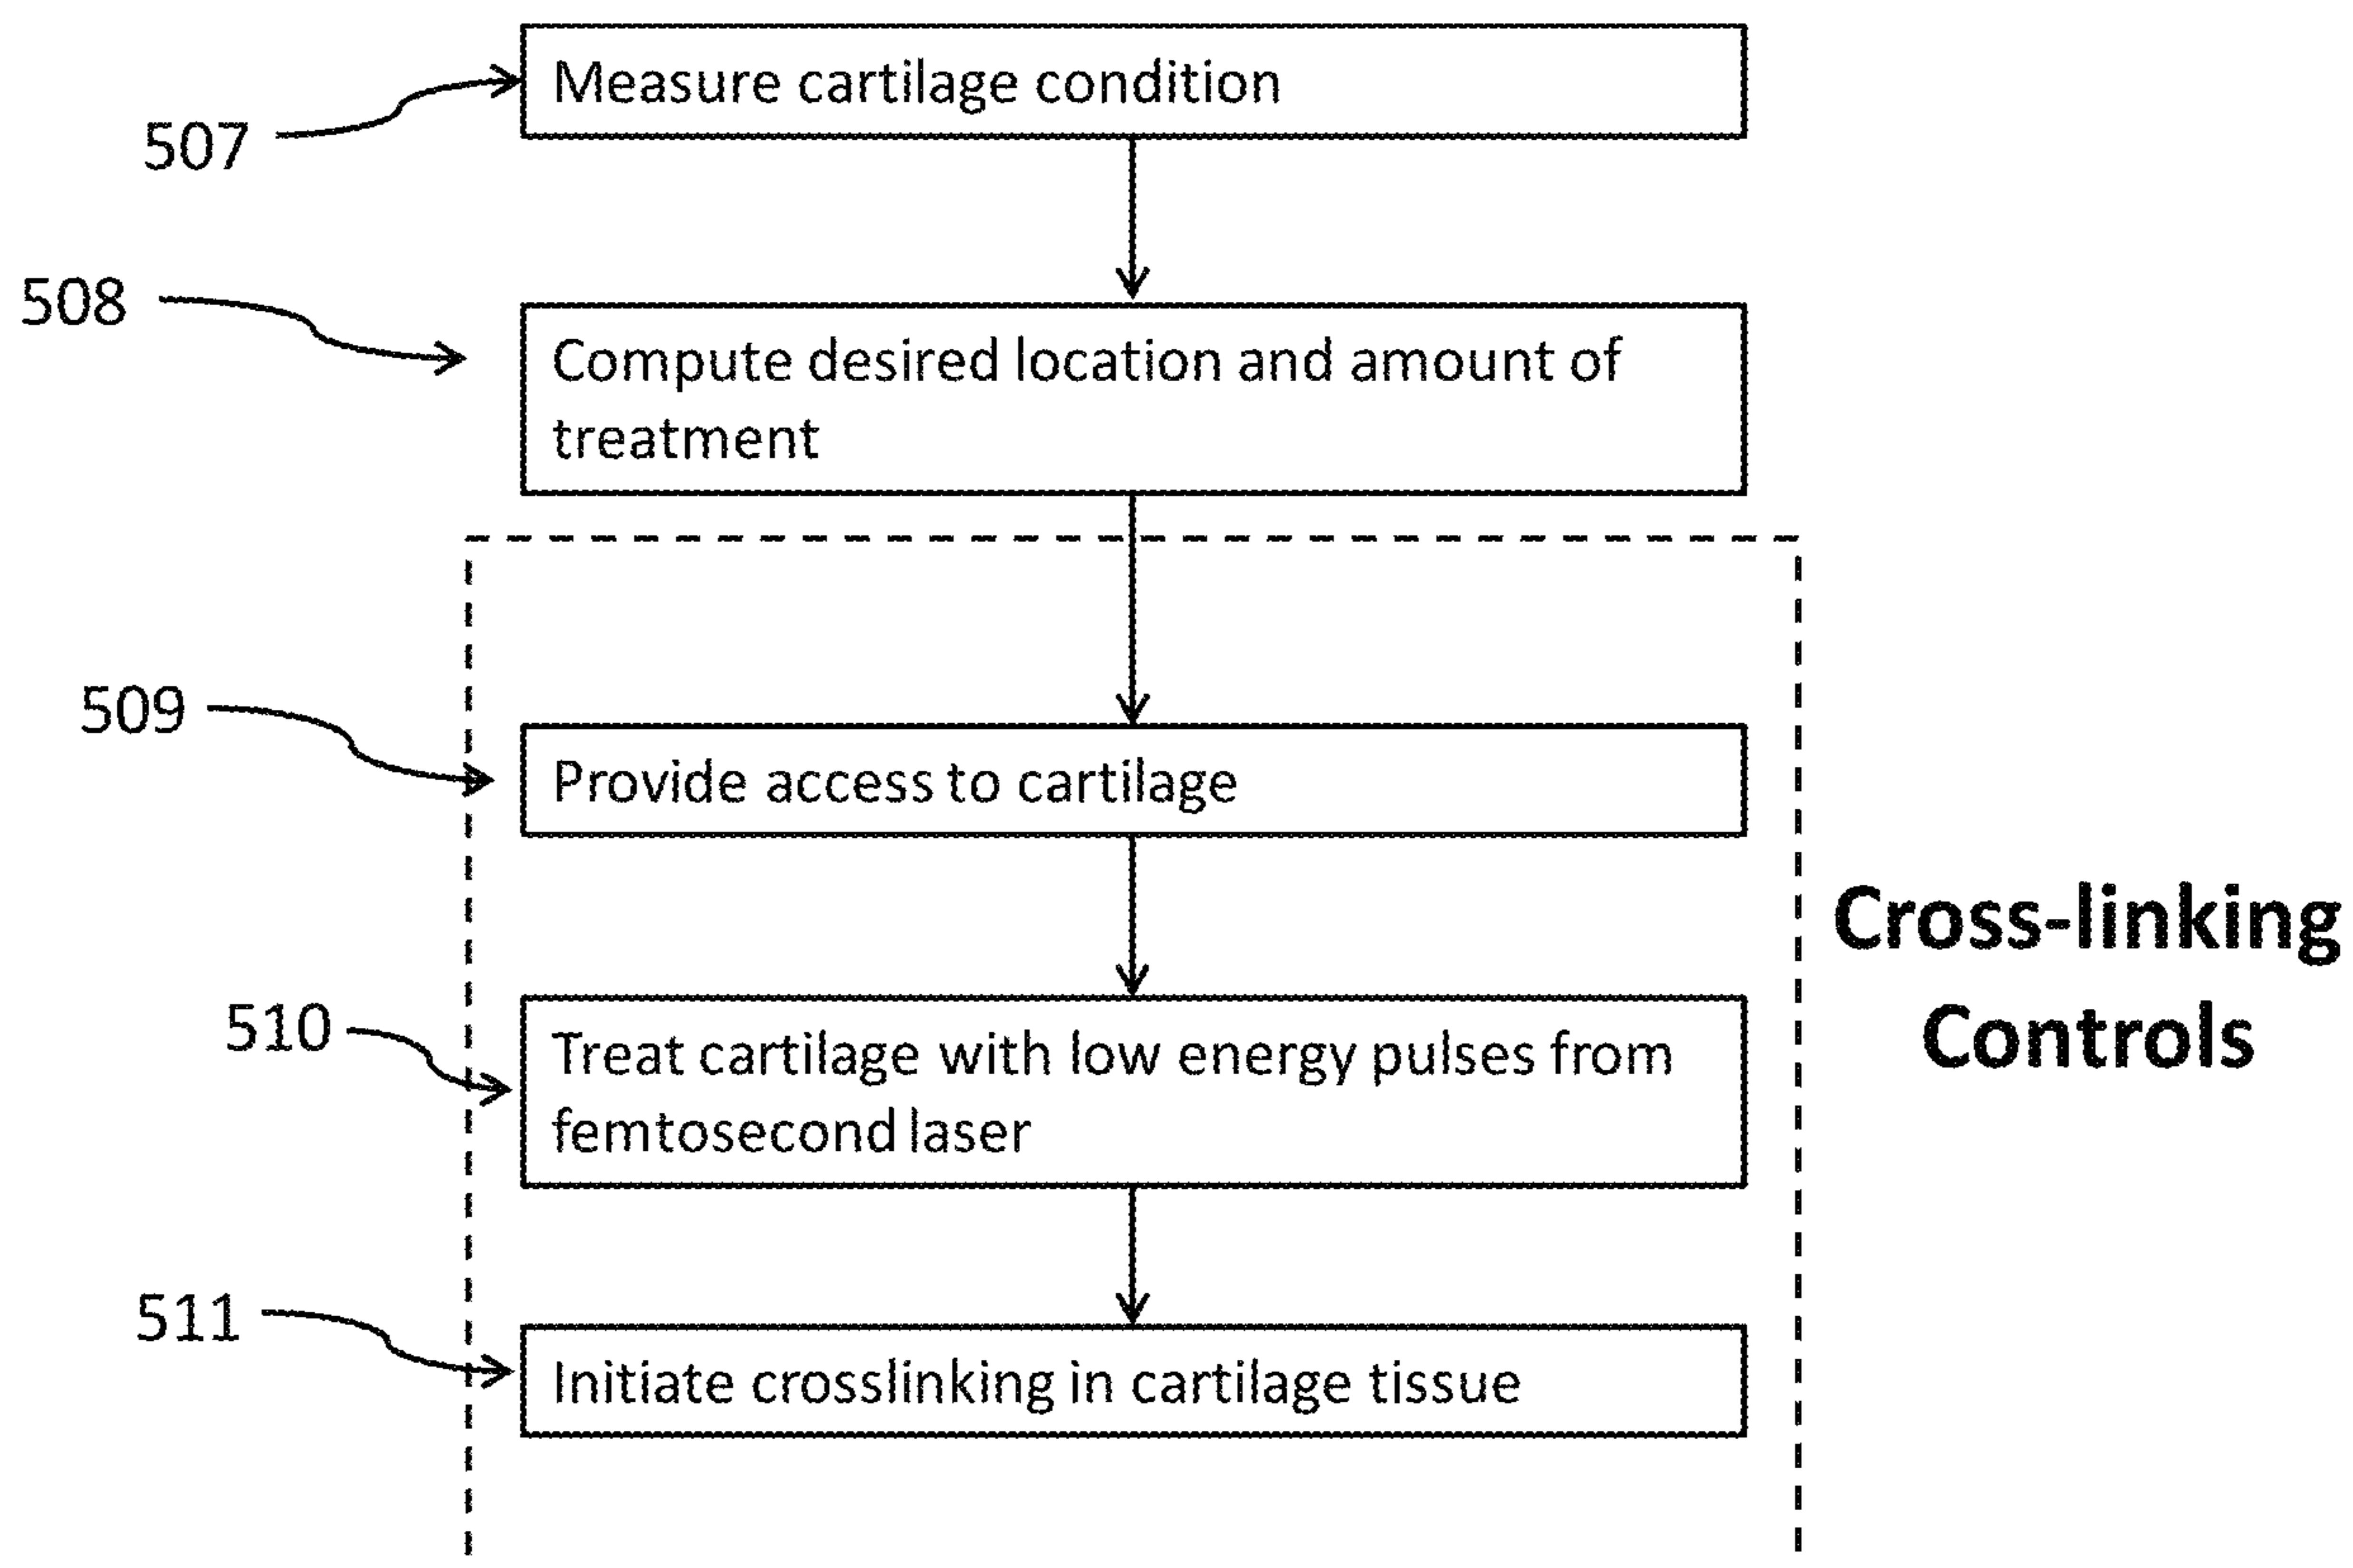 507
Measure cartilage condition
508
Compute desired location and amount of
treatment
509
Provide access to cartilage
Cross-linking
Controls
510
Treat cartilage with low energy pulses from
femtosecond laser
511
Initiate crosslinking in cartilage tissue